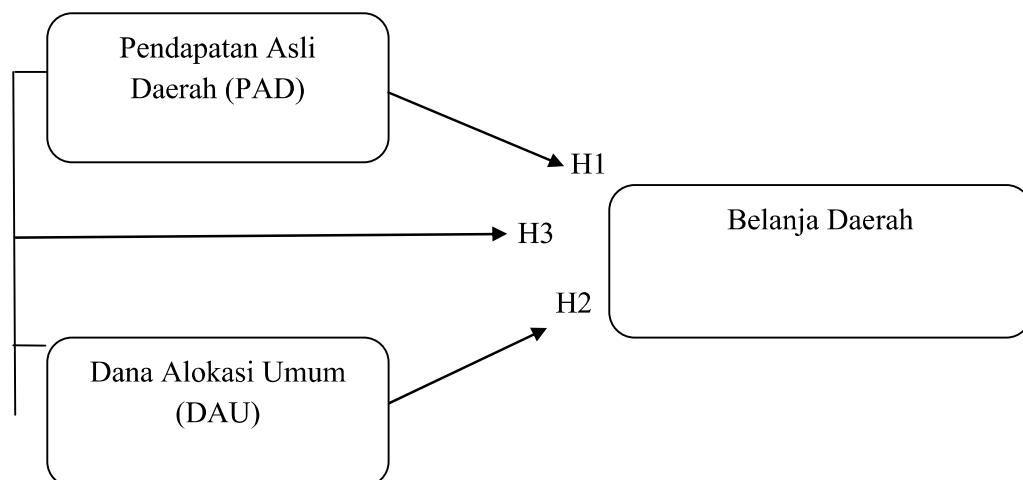 Pendapatan Asli
Daerah (PAD)
H1
Belanja Daerah
H3
H2
Dana Alokasi Umum
(DAU)